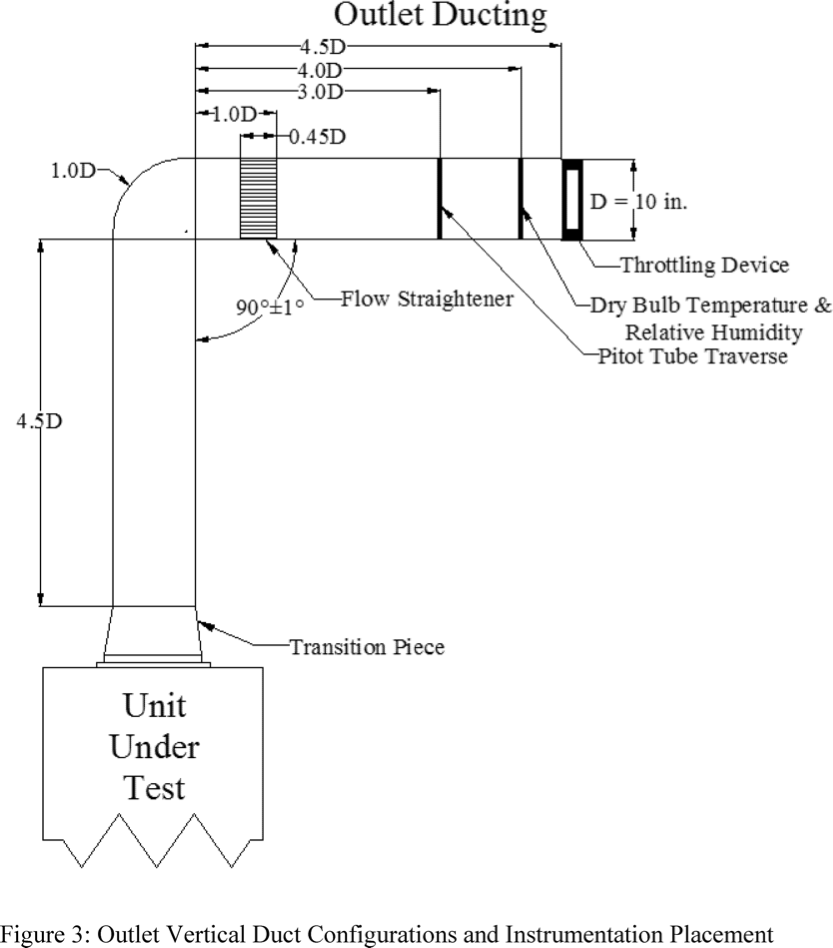 Outlet Ducting
4.5D
4.0D
3.0D
1.0D
0.45D
1.0D
D = 10 in.
Throttling Device
Flow Straightener
90°±1°
Dry Bulb Temperature &
Relative Humidity
Pitot Tube Traverse
4.5D
Transition Piece
Unit
Under
Test
Figure 3: Outlet Vertical Duct Configurations and Instrumentation Placement